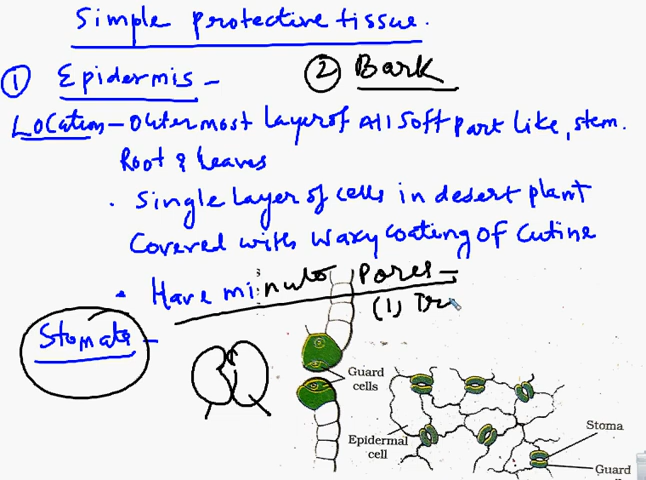 Simple protective tissue.
① Epidermis - ② Bark
Location - Outermost layer of All soft part like, stem.
Root & leaves
• Single layer of cells in desert plant
Covered with waxy coating of Cutine
• Have minute Pores -
(1) Tr
Stomata -
Guard
cells
Epidermal
cell
Stoma
Guard